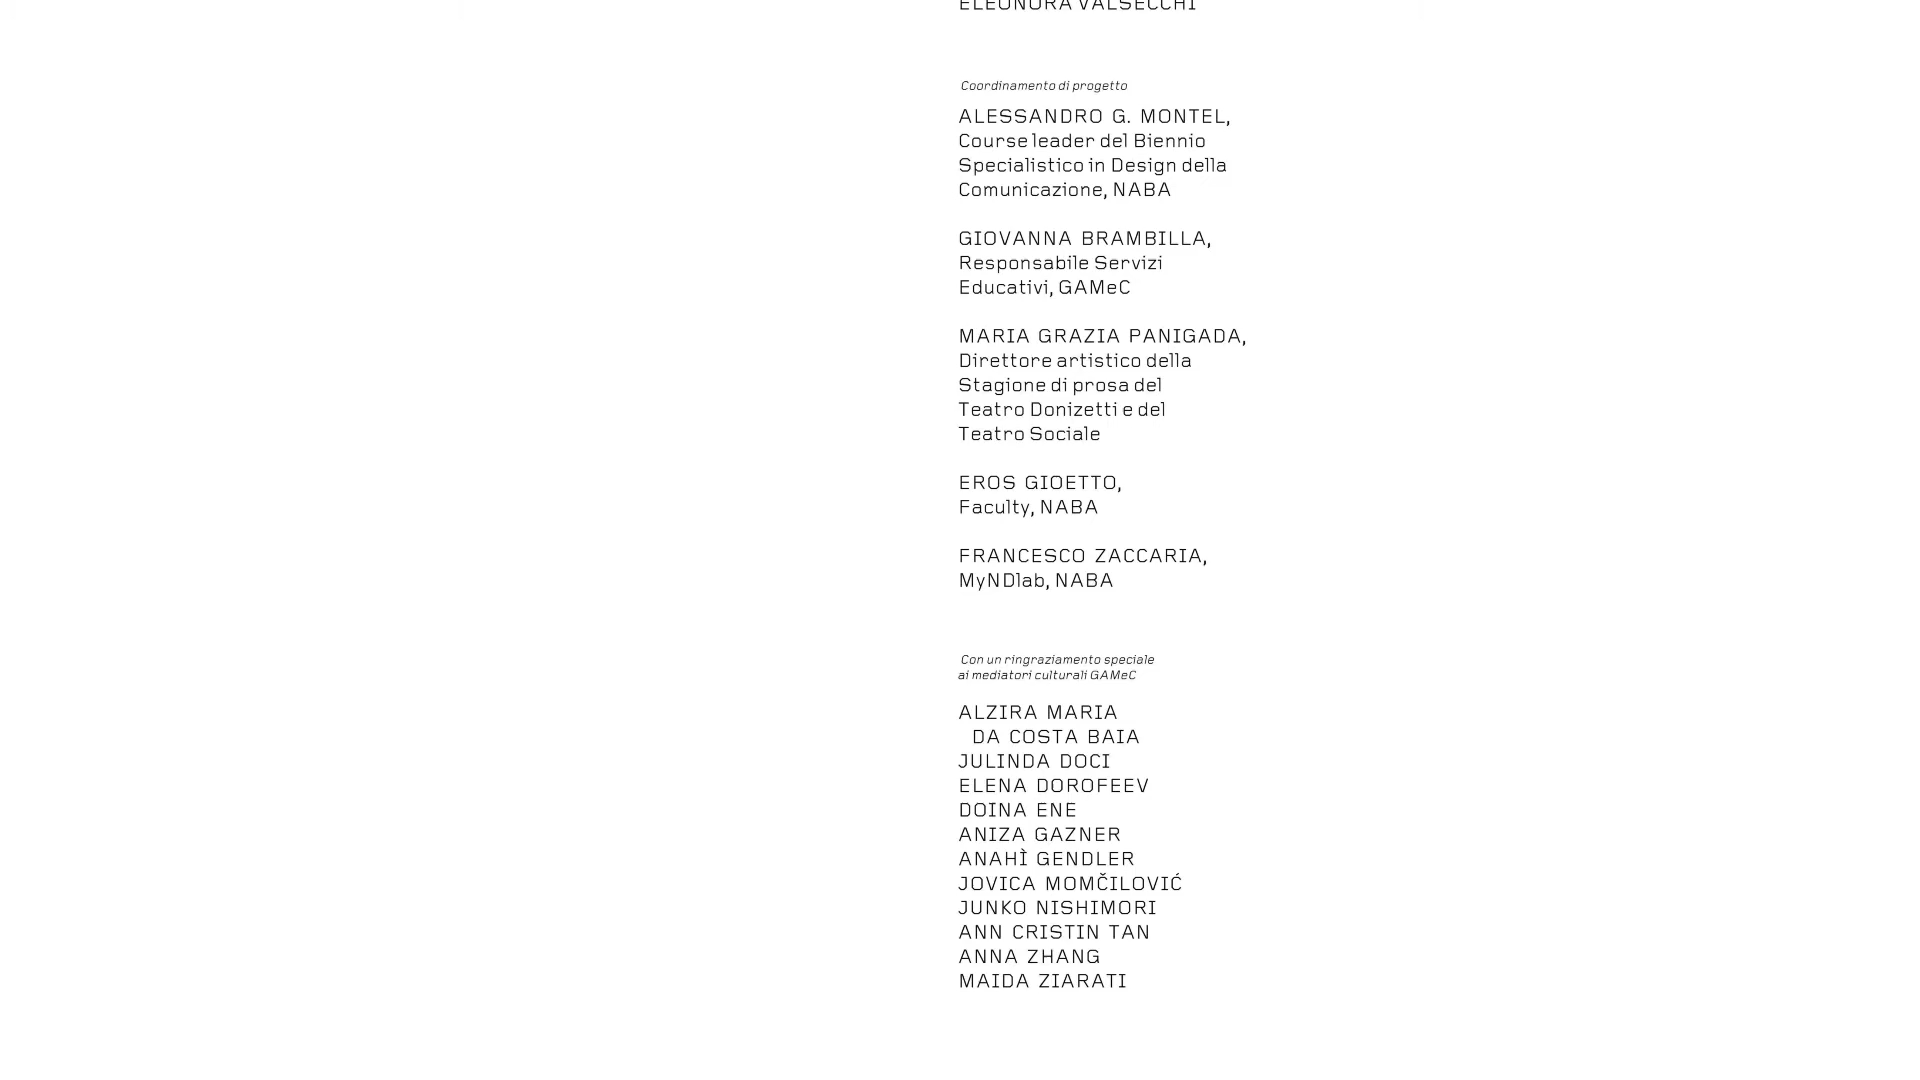 ELEONORA VALSECCHI
Coordinamento di progetto
ALESSANDRO G. MONTEL,
Course leader del Biennio
Specialistico in Design della
Comunicazione, NABA
GIOVANNA BRAMBILLA,
Responsabile Servizi
Educativi, GAMeC
MARIA GRAZIA PANIGADA,
Direttore artistico della
Stagione di prosa del
Teatro Donizetti e del
Teatro Sociale
EROS GIOETTO,
Faculty, NABA
FRANCESCO ZACCARIA,
MyNDlab, NABA
Con un ringraziamento speciale
ai mediatori culturali GAMeC
ALZIRA MARIA
DA COSTA BAIA
JULINDA DOCI
ELENA DOROFEEV
DOINA ENE
ANIZA GAZNER
ANAHÌ GENDLER
JOVICA MOMČILOVIĆ
JUNKO NISHIMORI
ANN CRISTIN TAN
ANNA ZHANG
MAIDA ZIARATI